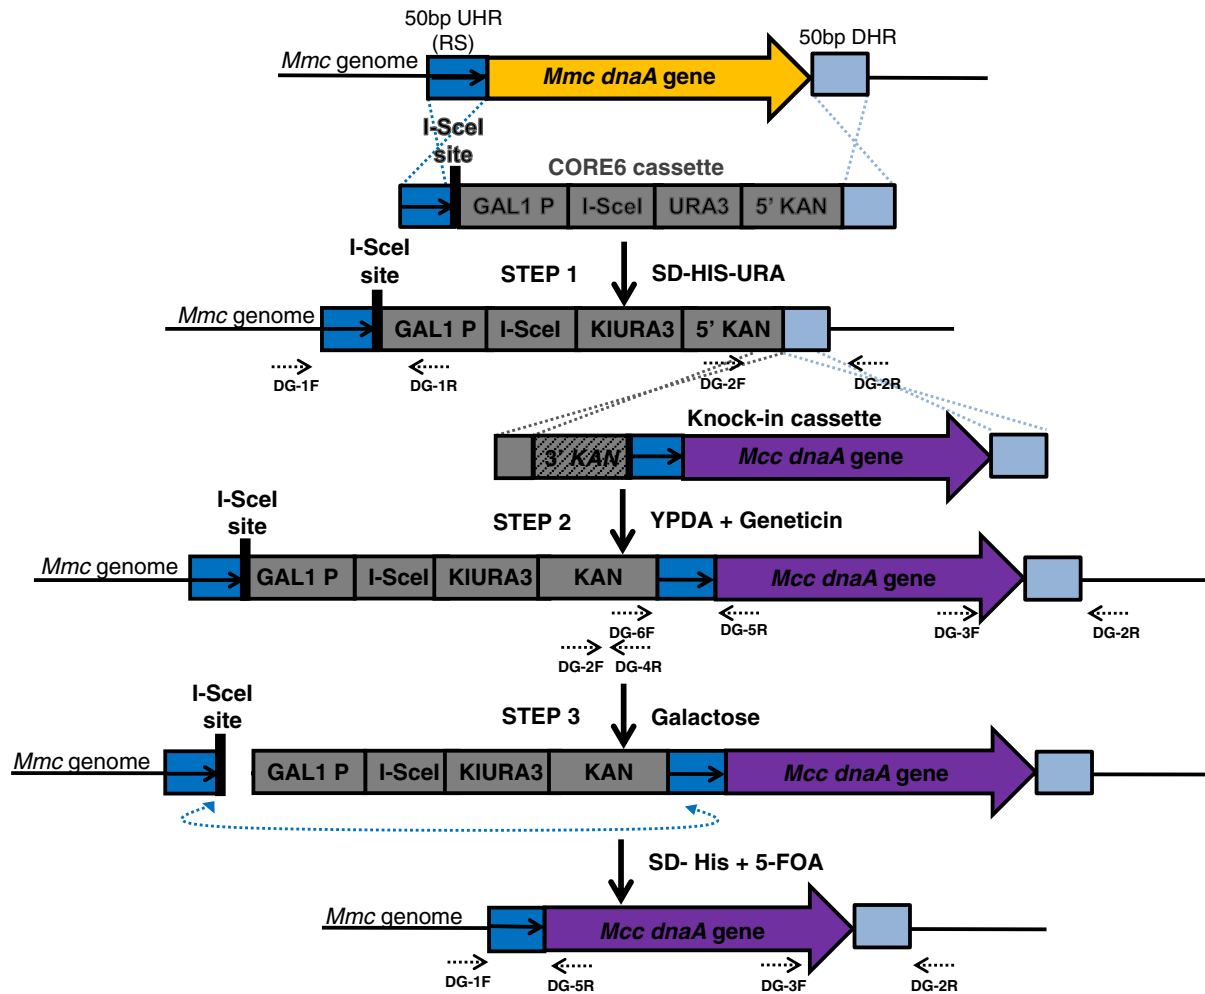 50bp UHR
(RS)
50bp DHR
Mmc genome
Mmc dnaA gene
I-SceI
site
CORE6 cassette
GAL1 P
I-SceI
URA3
5' KAN
I-SceI
site
STEP 1
SD-HIS-URA
Mmc genome
GAL1 P
I-SceI
KlURA3
5' KAN
DG-1F
DG-1R
DG-2F
DG-2R
Knock-in cassette
3' KAN
Mcc dnaA gene
I-SceI
site
STEP 2
YPDA + Geneticin
Mmc genome
GAL1 P
I-SceI
KlURA3
KAN
Mcc dnaA gene
DG-6F
DG-5R
DG-3F
DG-2R
DG-2F
DG-4R
I-SceI
site
STEP 3
Galactose
Mmc genome
GAL1 P
I-SceI
KlURA3
KAN
Mcc dnaA gene
SD- His + 5-FOA
Mmc genome
Mcc dnaA gene
DG-1F
DG-5R
DG-3F
DG-2R